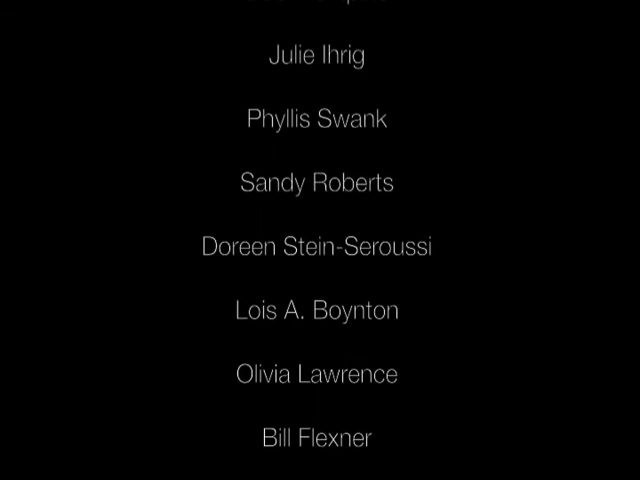 Julie Ihrig
Phyllis Swank
Sandy Roberts
Doreen Stein-Seroussi
Lois A. Boynton
Olivia Lawrence
Bill Flexner